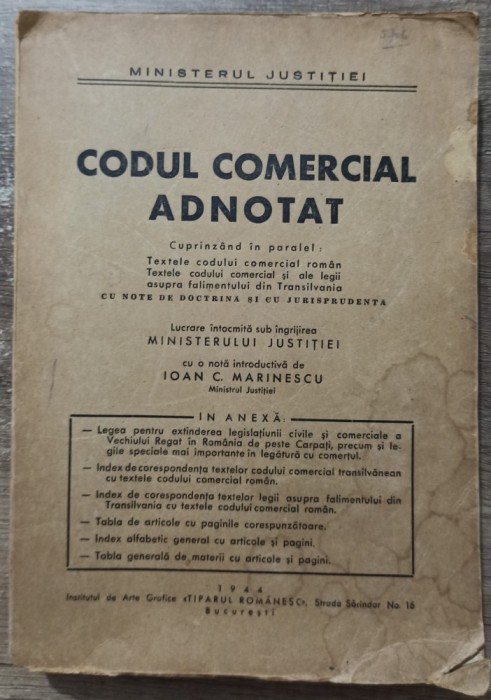 MINISTERUL JUSTIȚIEI
CODUL COMERCIAL
ADNOTAT
Cuprinzând în paralel:
Textele codului comercial român
Textele codului comercial și ale legii
asupra falimentului din Transilvania
CU NOTE DE DOCTRINA ȘI CU JURISPRUDENȚA
Lucrare întocmită sub îngrijirea
MINISTERULUI JUSTIȚIEI
cu o notă introductivă de
IOAN C. MARINESCU
Ministrul Justiției
IN ANEXĂ:
— Legea pentru extinderea legislațiunii civile și comerciale a
Vechiului Regat în România de peste Carpați, precum și le-
gile speciale mai importante în legătură cu comerțul.
— Index de corespondența textelor codului comercial transilvănean
cu textele codului comercial român.
— Index de corespondența textelor legii asupra falimentului din
Transilvania cu textele codului comercial român.
— Tabla de articole cu paginile corespunzătoare.
— Index alfabetic general cu articole și pagini.
— Tabla generală de materii cu articole și pagini.
1944
Institutul de Arte Grafice «TIPARUL ROMÂNESC», Strada Sărindar No. 16
București